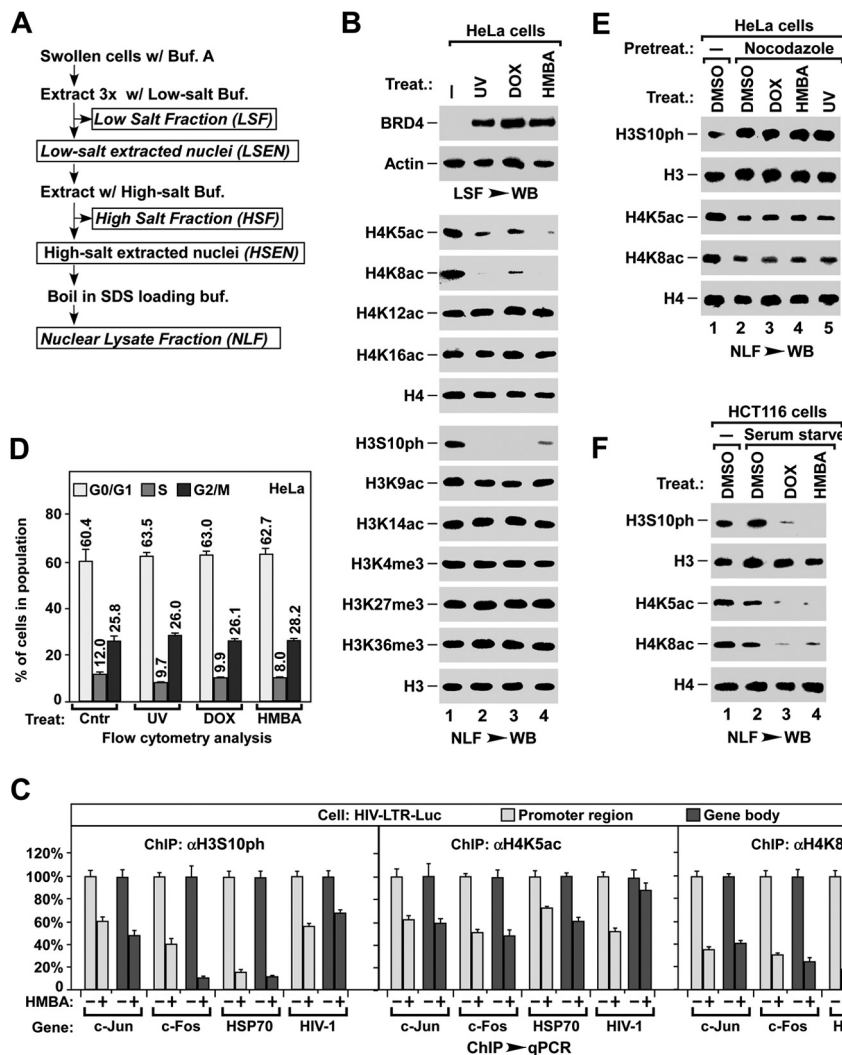 A
Swollen cells w/ Buf. A
Extract 3x w/ Low-salt Buf.
Low Salt Fraction (LSF)
Low-salt extracted nuclei (LSEN)
Extract w/ High-salt Buf.
High Salt Fraction (HSF)
High-salt extracted nuclei (HSEN)
Boil in SDS loading buf.
Nuclear Lysate Fraction (NLF)
B
HeLa cells
Treat.: – UV DOX HMBA
BRD4
Actin
LSF ➤ WB
H4K5ac
H4K8ac
H4K12ac
H4K16ac
H4
H3S10ph
H3K9ac
H3K14ac
H3K4me3
H3K27me3
H3K36me3
H3
1 2 3 4
NLF ➤ WB
E
HeLa cells
Pretreat.: – Nocodazole
Treat.: DMSO DMSO DOX HMBA UV
H3S10ph
H3
H4K5ac
H4K8ac
H4
1 2 3 4 5
NLF ➤ WB
D
G0/G1 S G2/M HeLa
% of cells in population
80
60
40
20
0
60.4 12.0 25.8
63.5 9.7 26.0
63.0 9.9 26.1
62.7 8.0 28.2
Treat: Cntr UV DOX HMBA
Flow cytometry analysis
F
HCT116 cells
– Serum starve
Treat.: DMSO DMSO DOX HMBA
H3S10ph
H3
H4K5ac
H4K8ac
H4
1 2 3 4
NLF ➤ WB
C
Cell: HIV-LTR-Luc Promoter region Gene body
ChIP: αH3S10ph ChIP: αH4K5ac ChIP: αH4K8
120%
100%
80%
60%
40%
20%
0
HMBA: – + – + – + – + – + – + – + – + – + – + – + – + – + – + – + – + – + – + – + – + – +
Gene: c-Jun c-Fos HSP70 HIV-1 c-Jun c-Fos HSP70 HIV-1 c-Jun c-Fos H
ChIP ➤ qPCR